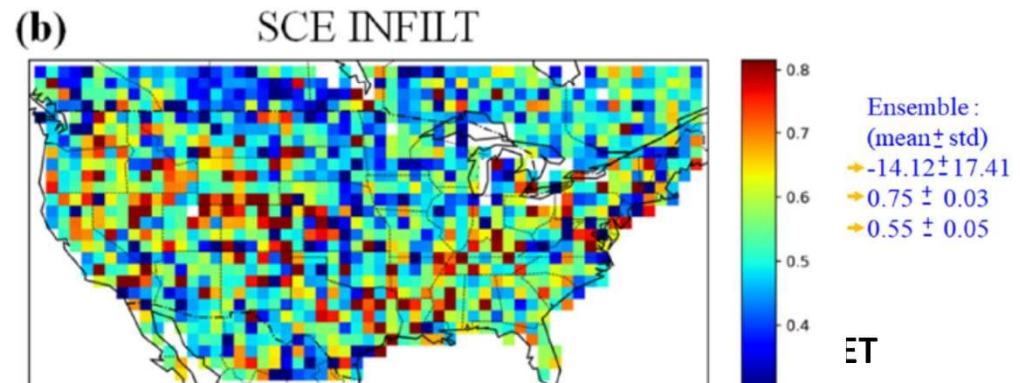 (b) SCE INFILT
0.8
0.7
0.6
0.5
0.4
Ensemble :
(mean ± std)
-14.12 ± 17.41
0.75 ± 0.03
0.55 ± 0.05
ET